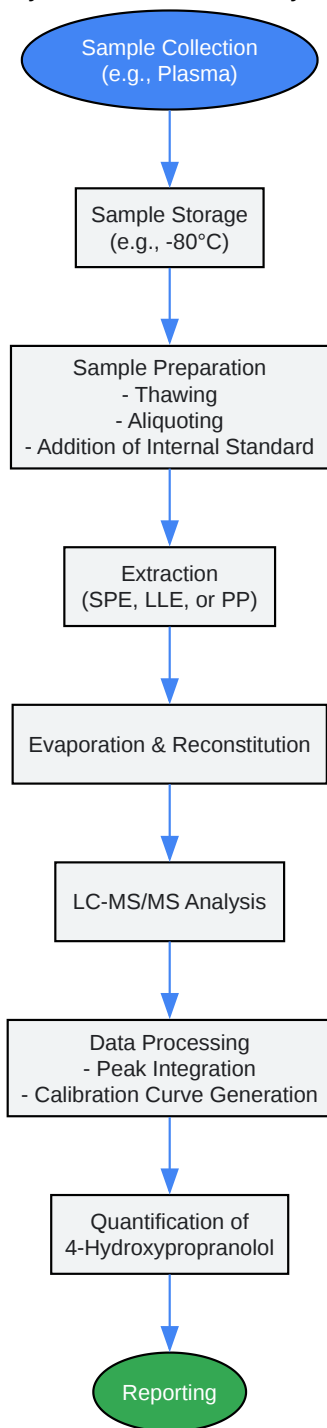 Sample Collection
(e.g., Plasma)
Sample Storage
(e.g., -80°C)
Sample Preparation
- Thawing
- Aliquoting
- Addition of Internal Standard
Extraction
(SPE, LLE, or PP)
Evaporation & Reconstitution
LC-MS/MS Analysis
Data Processing
- Peak Integration
- Calibration Curve Generation
Quantification of
4-Hydroxypropranolol
Reporting